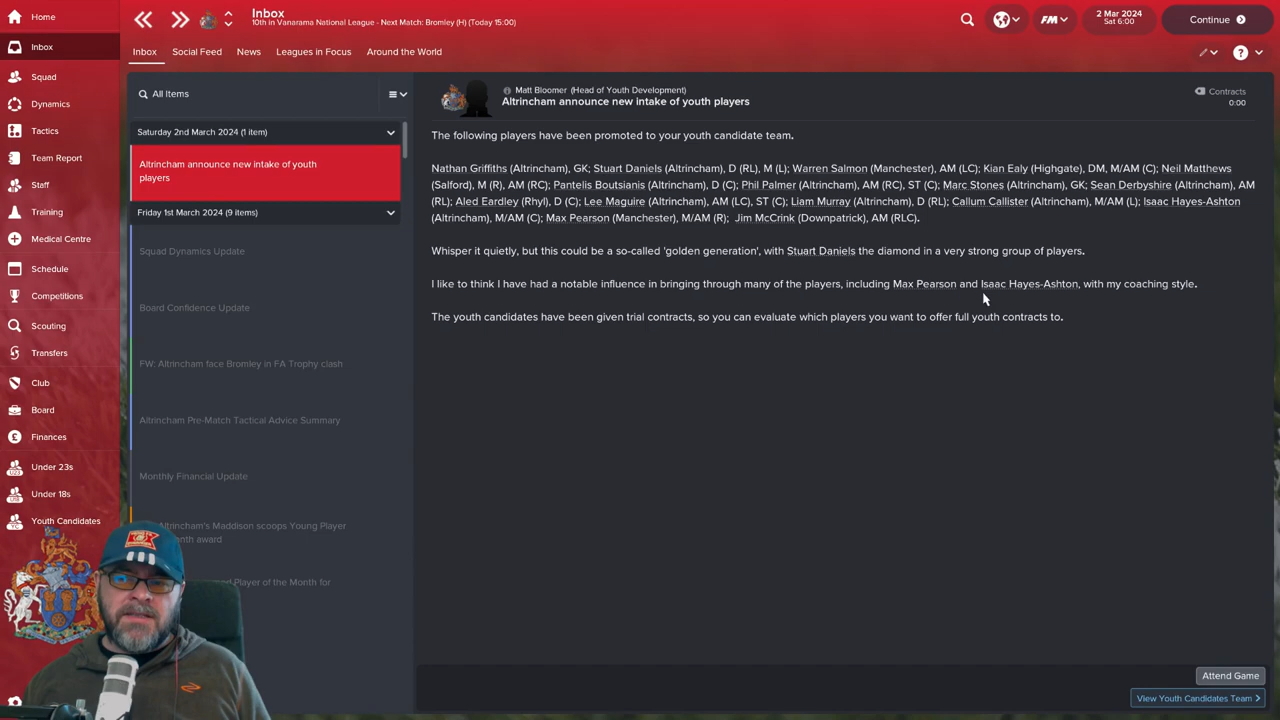 Home
Inbox
Squad
Dynamics
Tactics
Team Report
Staff
Training
Medical Centre
Schedule
Competitions
Scouting
Transfers
Club
Board
Finances
Under 23s
Under 18s
Youth Candidates
Inbox
10th in Vanarama National League - Next Match: Bromley (H) (Today 15:00)
FM
2 Mar 2024
Sat 6:00
Continue
Inbox
Social Feed
News
Leagues in Focus
Around the World
?
All Items
Saturday 2nd March 2024 (1 item)
Altrincham announce new intake of youth
players
Friday 1st March 2024 (9 items)
Squad Dynamics Update
Board Confidence Update
FW: Altrincham face Bromley in FA Trophy clash
Altrincham Pre-Match Tactical Advice Summary
Monthly Financial Update
Altrincham's Maddison scoops Young Player
award
Player of the Month for
Matt Bloomer (Head of Youth Development)
Altrincham announce new intake of youth players
Contracts
0:00
The following players have been promoted to your youth candidate team.
Nathan Griffiths (Altrincham), GK; Stuart Daniels (Altrincham), D (RL), M (L); Warren Salmon (Manchester), AM (LC); Kian Ealy (Highgate), DM, M/AM (C); Neil Matthews
(Salford), M (R), AM (RC); Pantelis Boutsianis (Altrincham), D (C); Phil Palmer (Altrincham), AM (RC), ST (C); Marc Stones (Altrincham), GK; Sean Derbyshire (Altrincham), AM
(RL); Aled Eardley (Rhyl), D (C); Lee Maguire (Altrincham), AM (LC), ST (C); Liam Murray (Altrincham), D (RL); Callum Callister (Altrincham), M/AM (L); Isaac Hayes-Ashton
(Altrincham), M/AM (C); Max Pearson (Manchester), M/AM (R); Jim McCrink (Downpatrick), AM (RLC).
Whisper it quietly, but this could be a so-called 'golden generation', with Stuart Daniels the diamond in a very strong group of players.
I like to think I have had a notable influence in bringing through many of the players, including Max Pearson and Isaac Hayes-Ashton, with my coaching style.
The youth candidates have been given trial contracts, so you can evaluate which players you want to offer full youth contracts to.
Attend Game
View Youth Candidates Team >